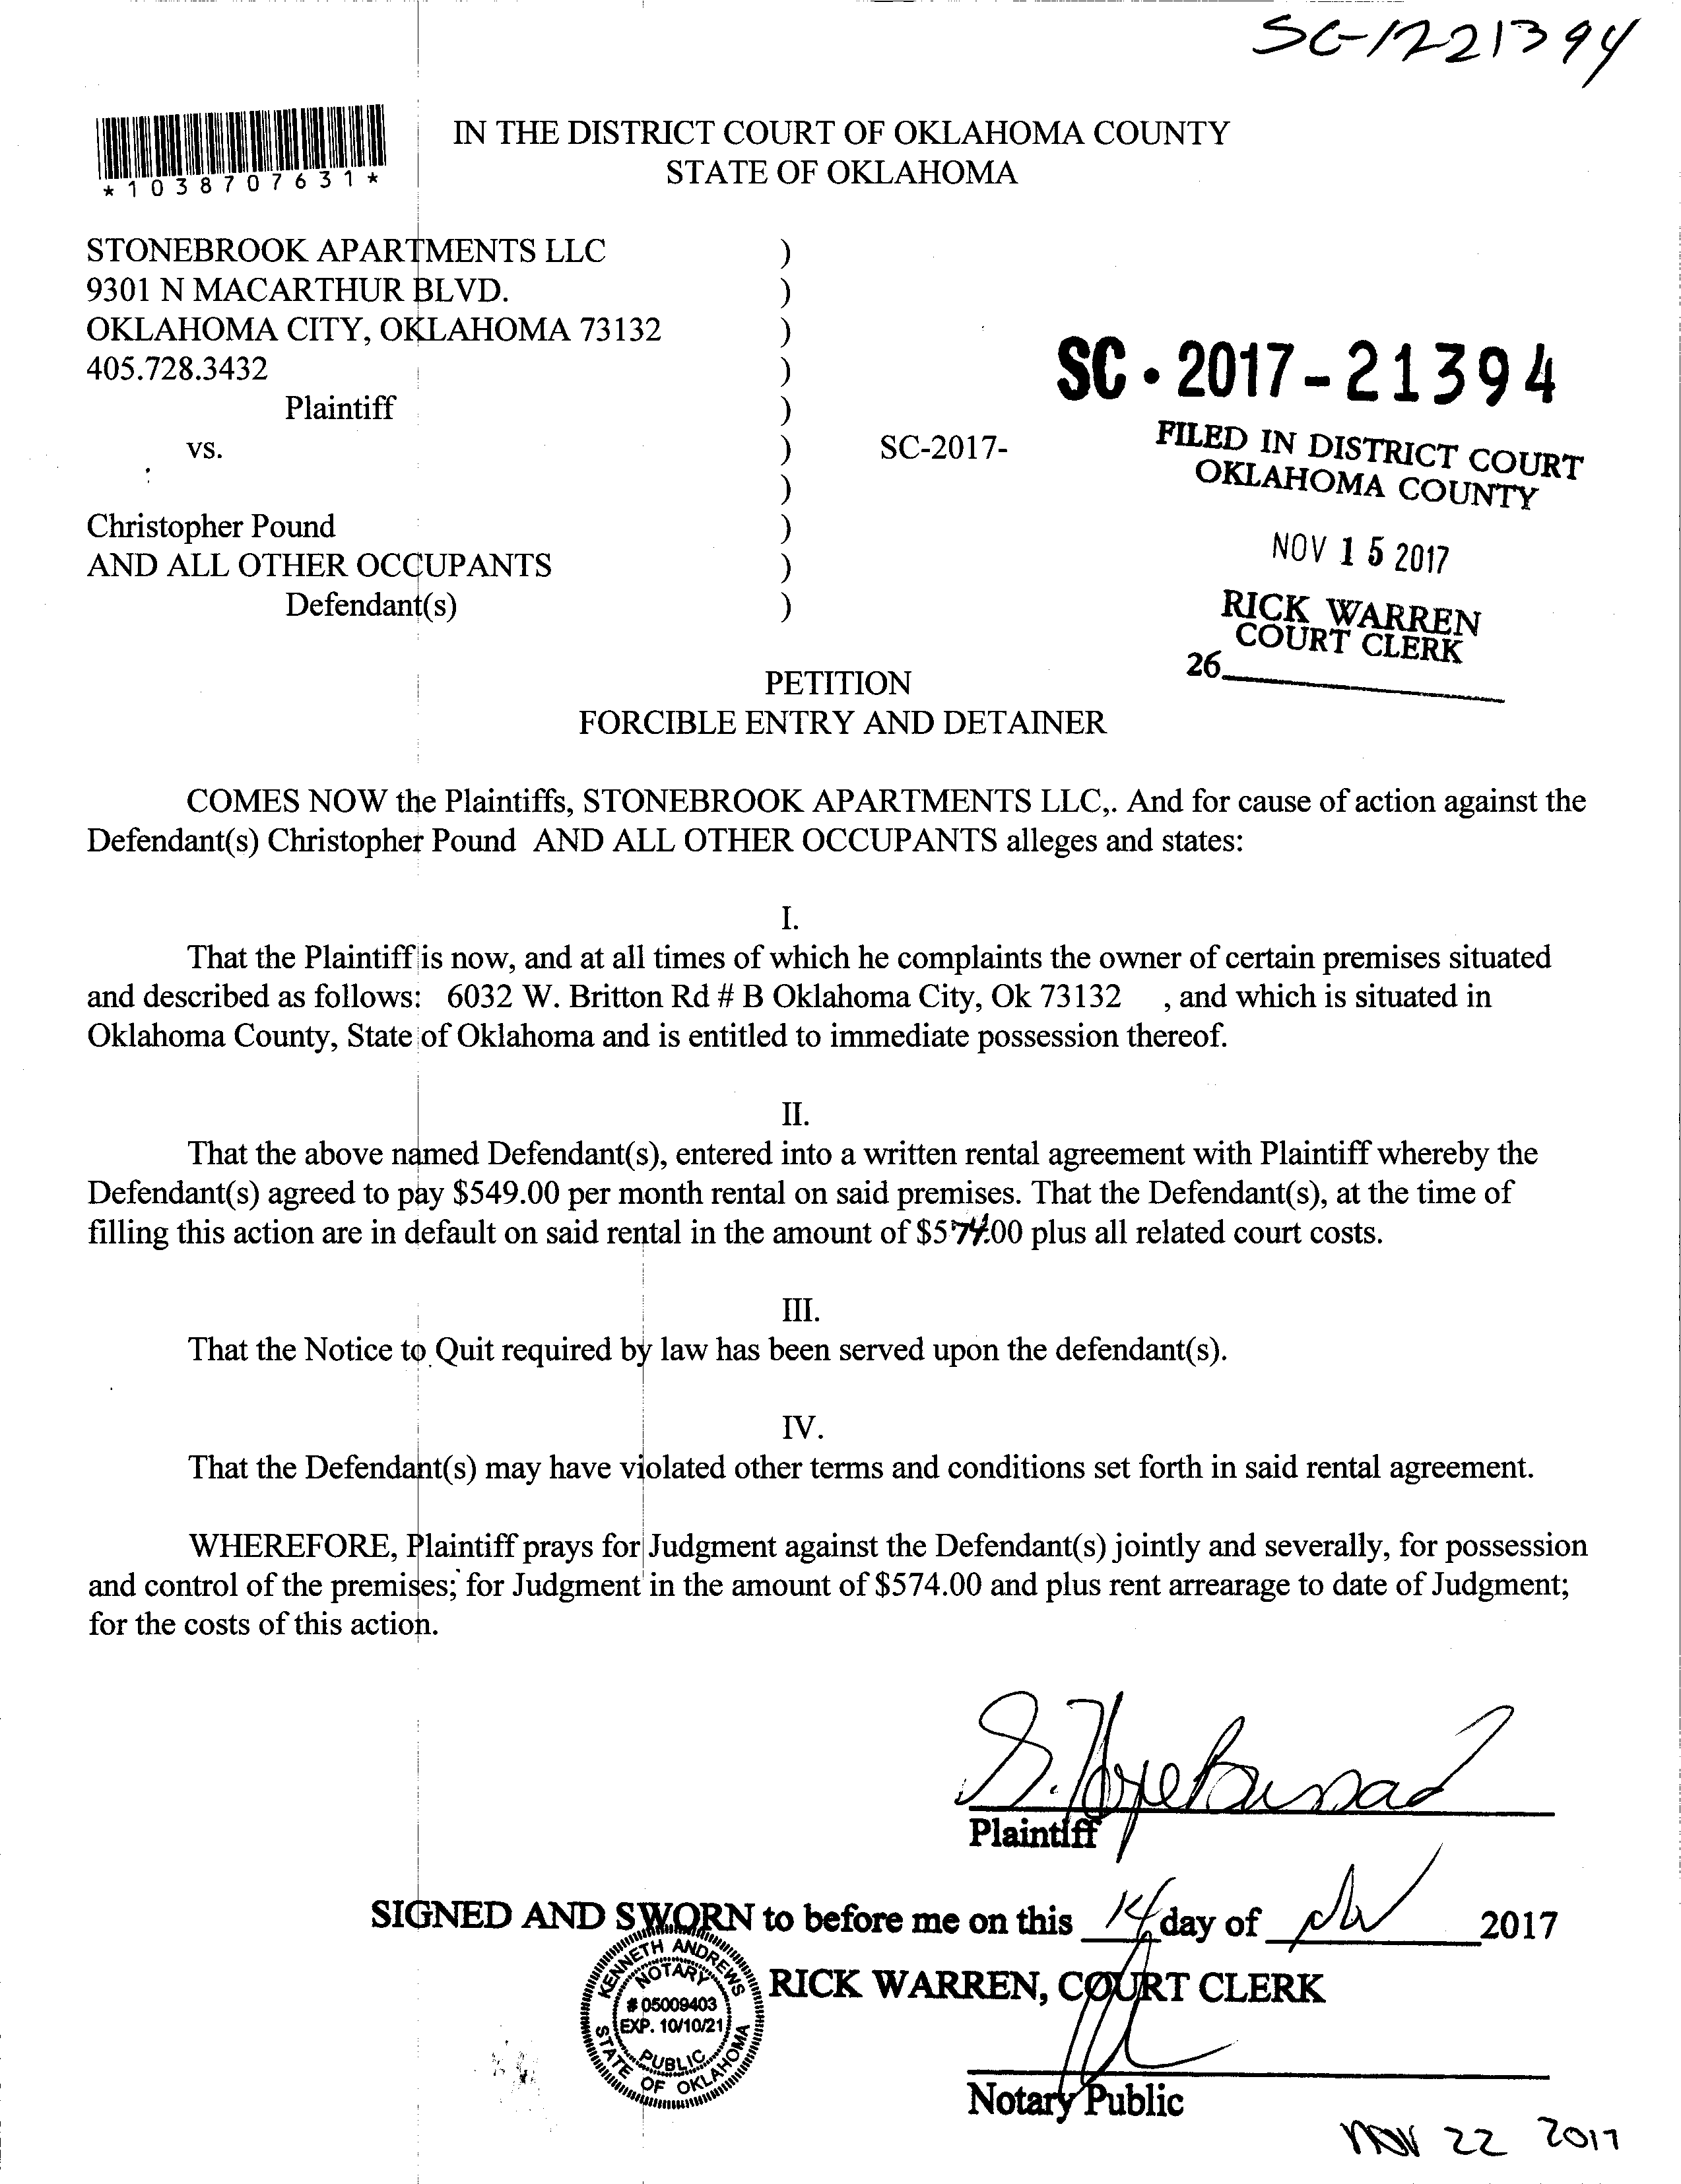 SC-1721394
*1038707631*
IN THE DISTRICT COURT OF OKLAHOMA COUNTY
STATE OF OKLAHOMA
STONEBROOK APARTMENTS LLC )
9301 N MACARTHUR BLVD. )
OKLAHOMA CITY, OKLAHOMA 73132 )
405.728.3432 )
SC • 2017-21394
Plaintiff )
vs. ) SC-2017-
)
FILED IN DISTRICT COURT
OKLAHOMA COUNTY
Christopher Pound )
NOV 15 2017
AND ALL OTHER OCCUPANTS )
Defendant(s) )
RICK WARREN
COURT CLERK
26
PETITION
FORCIBLE ENTRY AND DETAINER
COMES NOW the Plaintiffs, STONEBROOK APARTMENTS LLC,. And for cause of action against the
Defendant(s) Christopher Pound AND ALL OTHER OCCUPANTS alleges and states:
I.
That the Plaintiff is now, and at all times of which he complaints the owner of certain premises situated
and described as follows: 6032 W. Britton Rd # B Oklahoma City, Ok 73132 , and which is situated in
Oklahoma County, State of Oklahoma and is entitled to immediate possession thereof.
II.
That the above named Defendant(s), entered into a written rental agreement with Plaintiff whereby the
Defendant(s) agreed to pay $549.00 per month rental on said premises. That the Defendant(s), at the time of
filling this action are in default on said rental in the amount of $574.00 plus all related court costs.
III.
That the Notice to Quit required by law has been served upon the defendant(s).
IV.
That the Defendant(s) may have violated other terms and conditions set forth in said rental agreement.
WHEREFORE, Plaintiff prays for Judgment against the Defendant(s) jointly and severally, for possession
and control of the premises; for Judgment in the amount of $574.00 and plus rent arrearage to date of Judgment;
for the costs of this action.
Plaintiff
SIGNED AND SWORN to before me on this 14 day of Nov 2017
KENNETH ANDREWS
NOTARY
# 05009403
EXP. 10/10/21
PUBLIC
STATE OF OKLAHOMA
RICK WARREN, COURT CLERK
Notary Public
NOV 22 2017